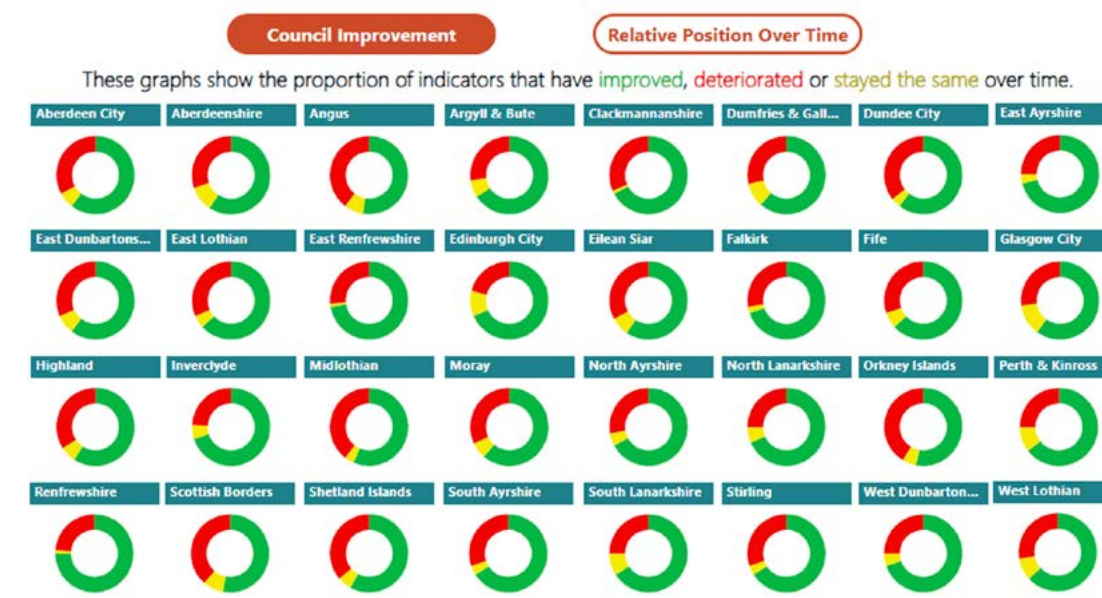 Council Improvement
Relative Position Over Time
These graphs show the proportion of indicators that have improved, deteriorated or stayed the same over time.
Aberdeen City
Aberdeenshire
Angus
Argyll & Bute
Clackmannanshire
Dumfries & Gall...
Dundee City
East Ayrshire
East Dunbartons...
East Lothian
East Renfrewshire
Edinburgh City
Eilean Siar
Falkirk
Fife
Glasgow City
Highland
Inverclyde
Midlothian
Moray
North Ayrshire
North Lanarkshire
Orkney Islands
Perth & Kinross
Renfrewshire
Scottish Borders
Shetland Islands
South Ayrshire
South Lanarkshire
Stirling
West Dunbarton...
West Lothian